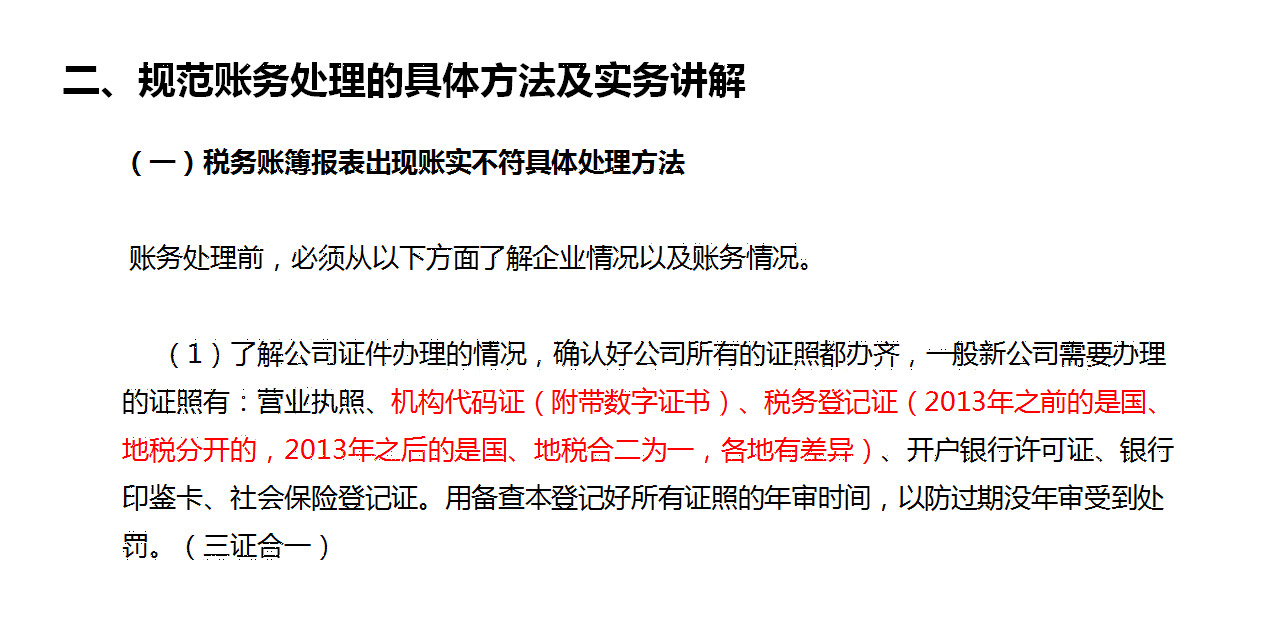 二、规范账务处理的具体方法及实务讲解
（一）税务账簿报表出现账实不符具体处理方法
账务处理前，必须从以下方面了解企业情况以及账务情况。
（1）了解公司证件办理的情况，确认好公司所有的证照都办齐，一般新公司需要办理
的证照有：营业执照、机构代码证（附带数字证书）、税务登记证（2013年之前的是国、
地税分开的，2013年之后的是国、地税合二为一，各地有差异）、开户银行许可证、银行
印鉴卡、社会保险登记证。用备查本登记好所有证照的年审时间，以防过期没年审受到处
罚。（三证合一）